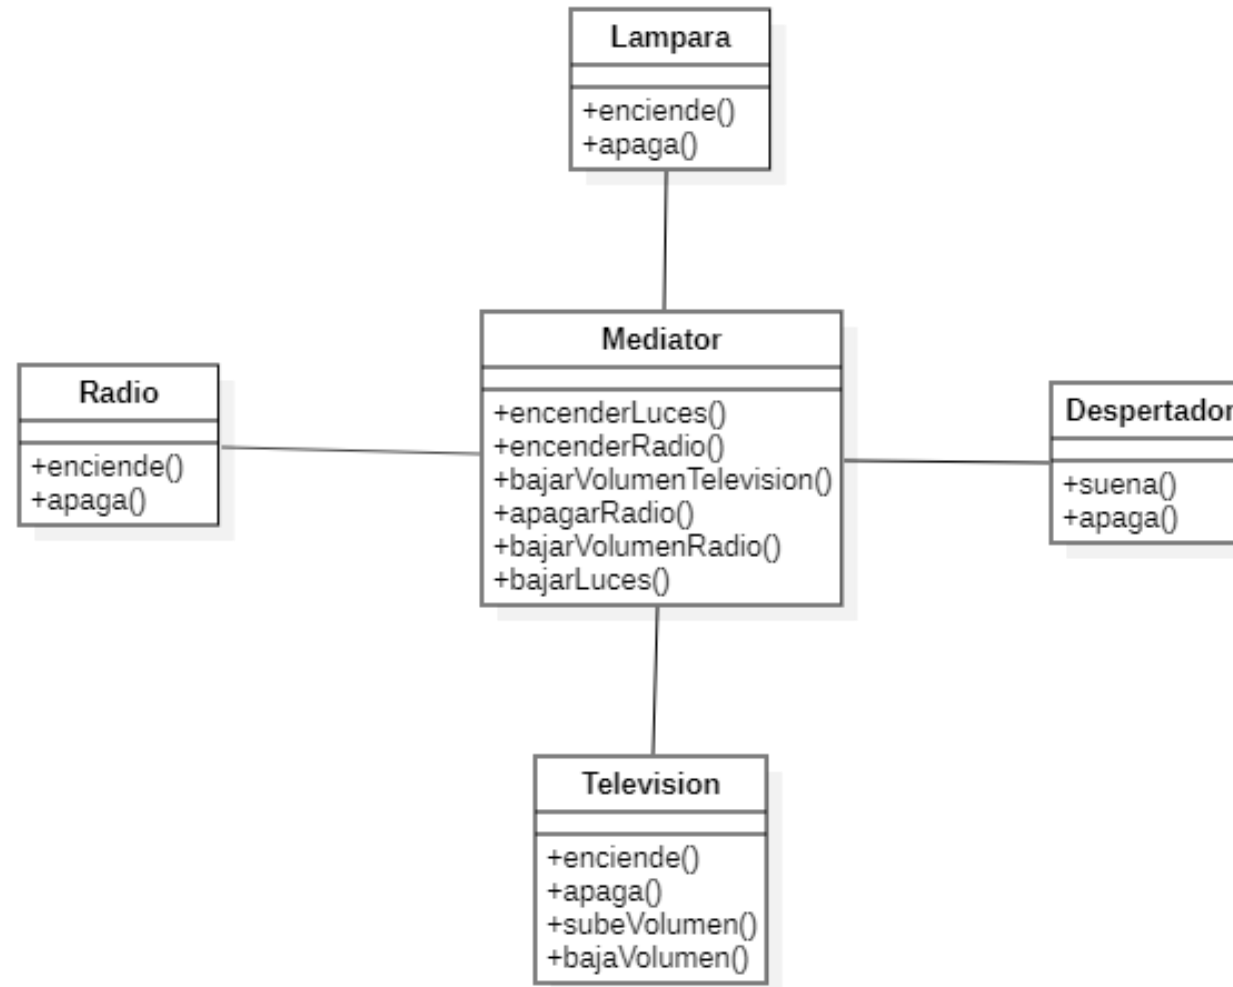 Lampara
+enciende()
+apaga()
Mediator
+encenderLuces()
+encenderRadio()
+bajarVolumenTelevision()
+apagarRadio()
+bajarVolumenRadio()
+bajarLuces()
Radio
+enciende()
+apaga()
Despertador
+suena()
+apaga()
Television
+enciende()
+apaga()
+subeVolumen()
+bajaVolumen()